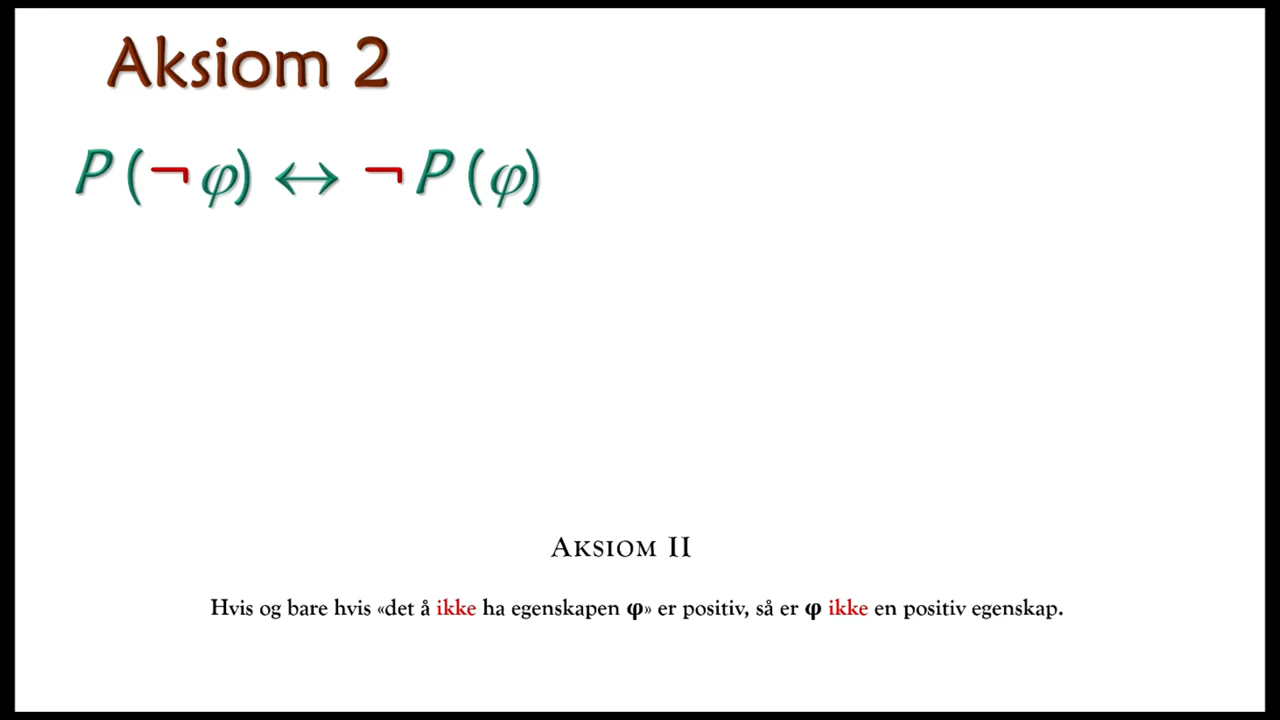 Aksiom 2
P (¬ φ) ↔ ¬ P (φ)
AKSIOM II
Hvis og bare hvis «det å ikke ha egenskapen φ» er positiv, så er φ ikke en positiv egenskap.